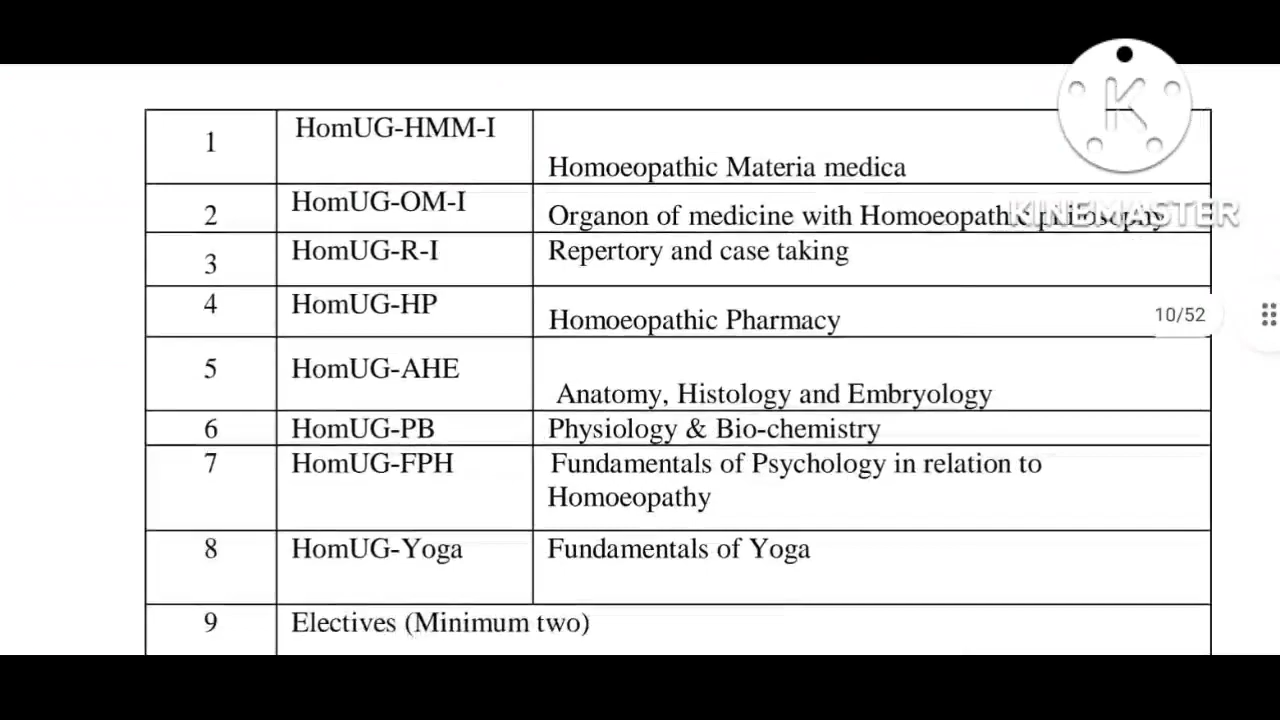 1 HomUG-HMM-I Homoeopathic Materia medica
2 HomUG-OM-I Organon of medicine with Homoeopathic philosophy
KINEMASTER
3 HomUG-R-I Repertory and case taking
4 HomUG-HP Homoeopathic Pharmacy
10/52
5 HomUG-AHE Anatomy, Histology and Embryology
6 HomUG-PB Physiology & Bio-chemistry
7 HomUG-FPH Fundamentals of Psychology in relation to
Homoeopathy
8 HomUG-Yoga Fundamentals of Yoga
9 Electives (Minimum two)